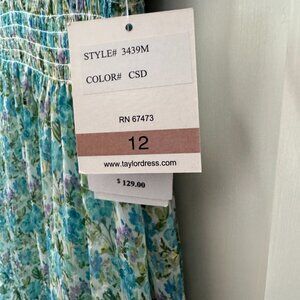 STYLE# 3439M
COLOR# CSD
RN 67473
12
www.taylordress.com
$129.00